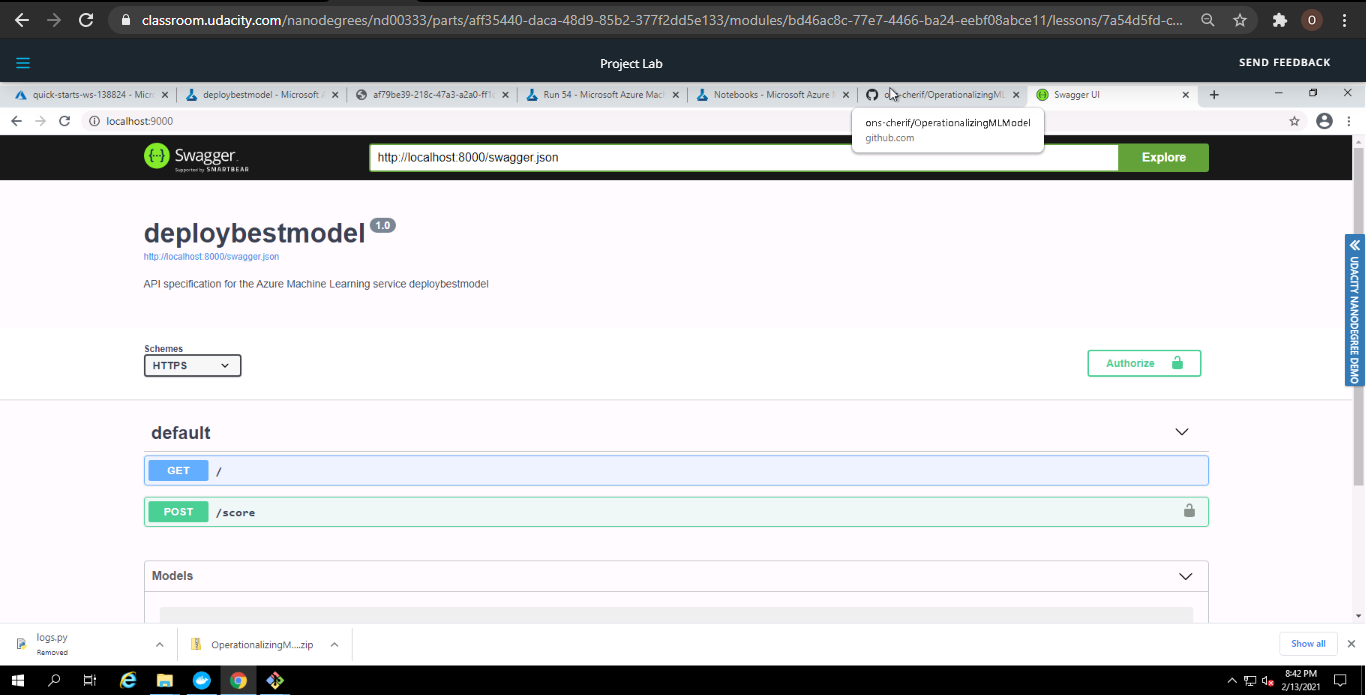 classroom.udacity.com/nanodegrees/nd00333/parts/aff35440-daca-48d9-85b2-377f2dd5e133/modules/bd46ac8c-77e7-4466-ba24-eebf08abce11/lessons/7a54d5fd-c...
O
Project Lab
SEND FEEDBACK
quick-starts-ws-138824 - Micro
deploybestmodel - Microsoft
af79be39-218c-47a3-a2a0-ff1c
Run 54 - Microsoft Azure Mac
Notebooks - Microsoft Azure
ons-cherif/OperationalizingML
Swagger UI
localhost:9000
ons-cherif/OperationalizingMLModel
github.com
Swagger
Supported by SMARTBEAR
http://localhost:8000/swagger.json
Explore
deploybestmodel 1.0
http://localhost:8000/swagger.json
API specification for the Azure Machine Learning service deploybestmodel
UDACITY NANODEGREE DEMO
Schemes
HTTPS
Authorize
default
GET /
POST /score
Models
logs.py
Removed
OperationalizingM....zip
Show all
8:42 PM
2/13/2021